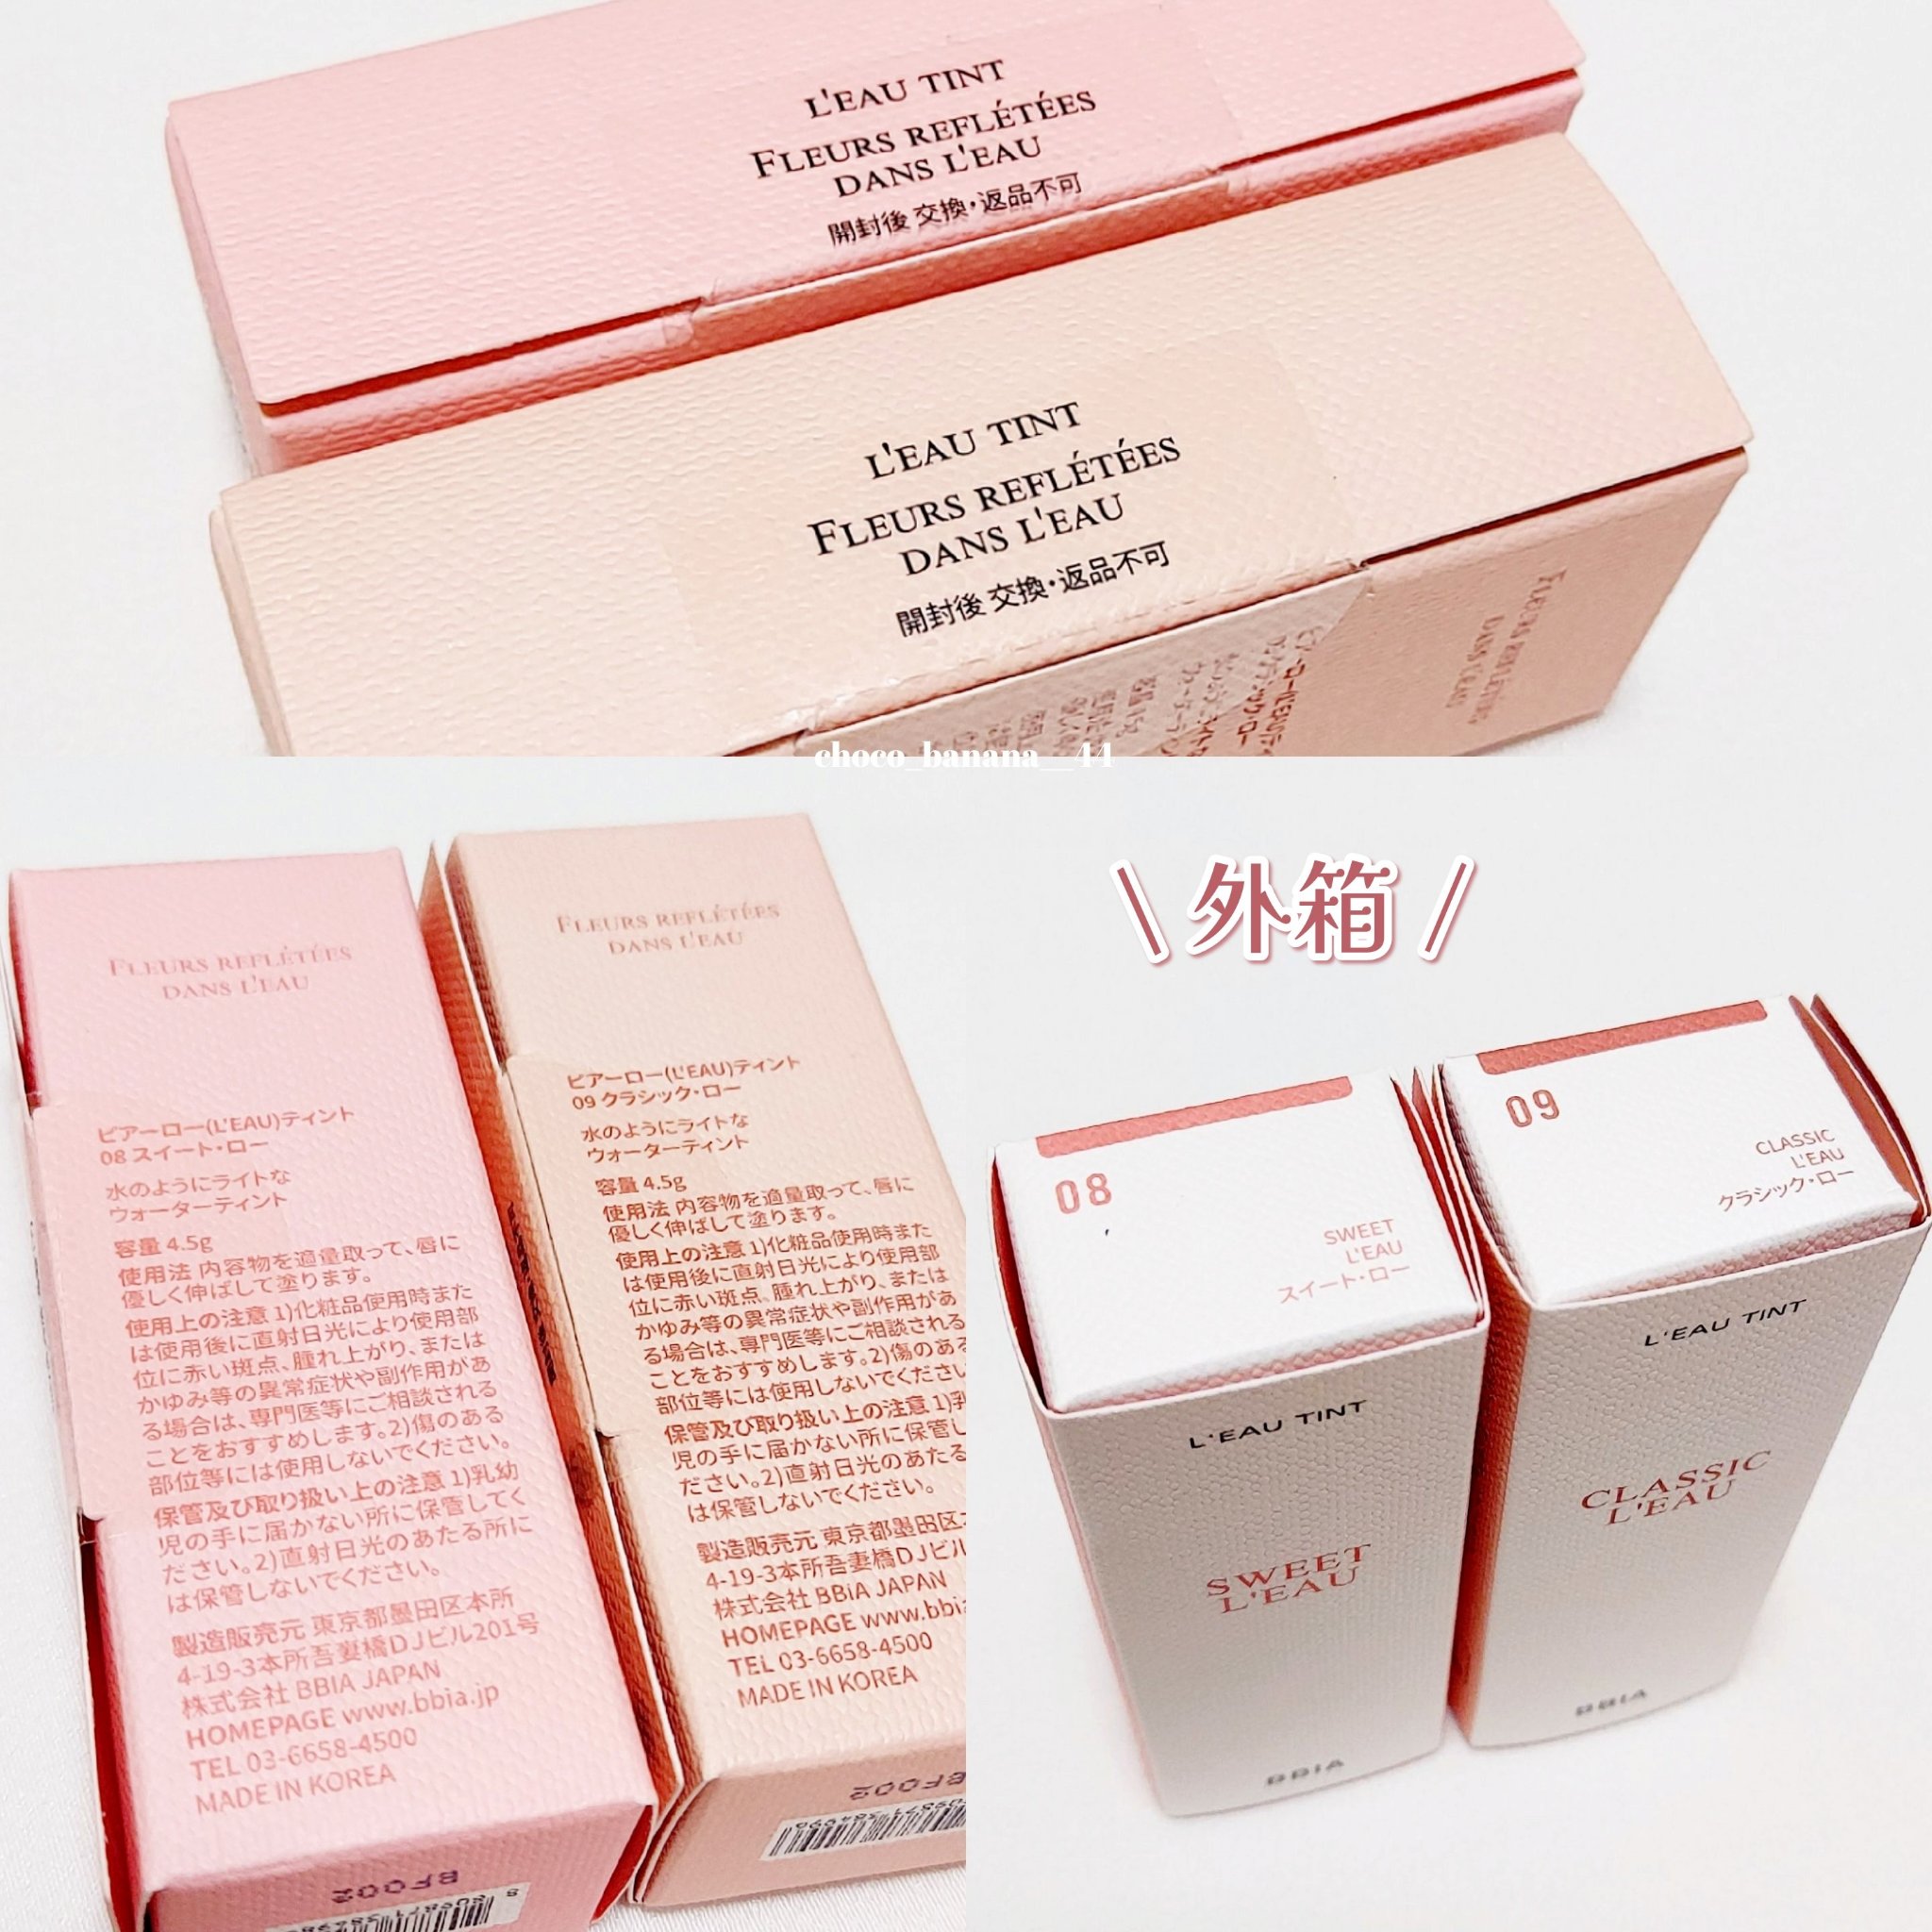 L'EAU TINT
FLEURS REFLÉTÉES
DANS L'EAU
開封後 交換・返品不可
L'EAU TINT
FLEURS REFLÉTÉES
DANS L'EAU
開封後 交換・返品不可
FLEURS REFLÉTÉES
DANS L'EAU
choco_banana__44
FLEURS REFLÉTÉES
DANS L'EAU
ピアーロー(L'EAU)ティント
08 スイート・ロー
水のようにライトな
ウォーターティント
容量 4.5g
使用法 内容物を適量取って、唇に
優しく伸ばして塗ります。
使用上の注意 1)化粧品使用時また
は使用後に直射日光により使用部
位に赤い斑点、腫れ上がり、または
かゆみ等の異常症状や副作用があ
る場合は、専門医等にご相談される
ことをおすすめします。2)傷のある
部位等には使用しないでください。
保管及び取り扱い上の注意 1)乳幼
児の手に届かない所に保管してく
ださい。2)直射日光のあたる所に
は保管しないでください。
製造販売元 東京都墨田区本所
4-19-3本所吾妻橋DJビル201号
株式会社 BBIA JAPAN
HOMEPAGE www.bbia.jp
TEL 03-6658-4500
MADE IN KOREA
BF002
FLEURS REFLÉTÉES
DANS L'EAU
ピアーロー(L'EAU)ティント
09 クラシック・ロー
水のようにライトな
ウォーターティント
容量 4.5g
使用法 内容物を適量取って、唇に
優しく伸ばして塗ります。
使用上の注意 1)化粧品使用時また
は使用後に直射日光により使用部
位に赤い斑点、腫れ上がり、または
かゆみ等の異常症状や副作用があ
る場合は、専門医等にご相談される
ことをおすすめします。2)傷のある
部位等には使用しないでください
保管及び取り扱い上の注意 1)乳
児の手に届かない所に保管し
ださい。2)直射日光のあたる
は保管しないでください。
製造販売元 東京都墨田区
4-19-3本所吾妻橋DJビル
株式会社 BBiA JAPAN
HOMEPAGE www.bbia
TEL 03-6658-4500
MADE IN KOREA
BF002
\ 外箱 /
08
SWEET
L'EAU
スイート・ロー
L'EAU TINT
SWEET
L'EAU
BBIA
09
CLASSIC
L'EAU
クラシック・ロー
L'EAU TINT
CLASSIC
L'EAU
BBIA